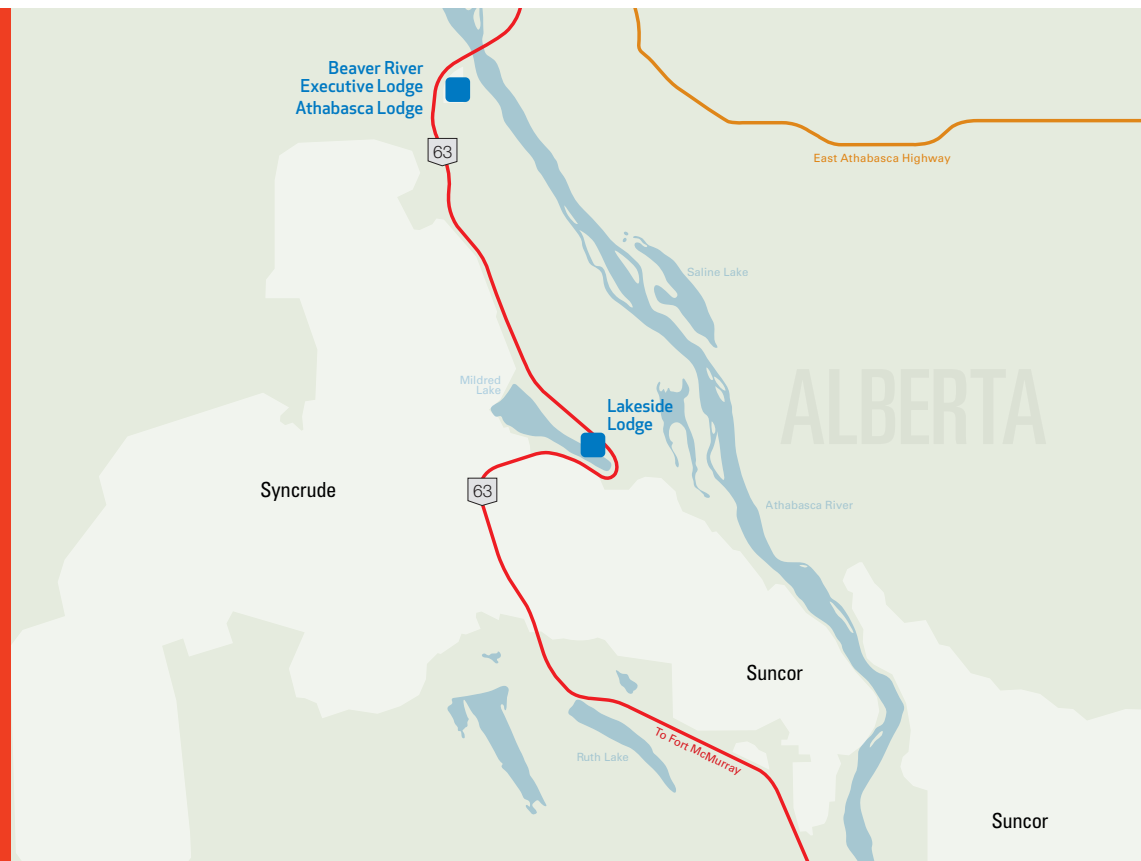 Beaver River
Executive Lodge
Athabasca Lodge
63
East Athabasca Highway
Saline Lake
ALBERTA
Mildred
Lake
Lakeside
Lodge
Syncrude
63
Athabasca River
Suncor
To Fort McMurray
Ruth Lake
Suncor